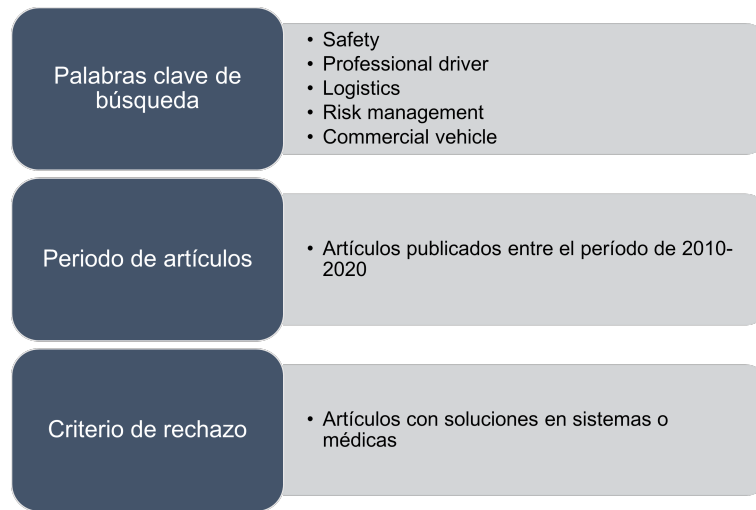 Palabras clave de
búsqueda
• Safety
• Professional driver
• Logistics
• Risk management
• Commercial vehicle
Periodo de artículos
• Artículos publicados entre el período de 2010-
2020
Criterio de rechazo
• Artículos con soluciones en sistemas o
médicas